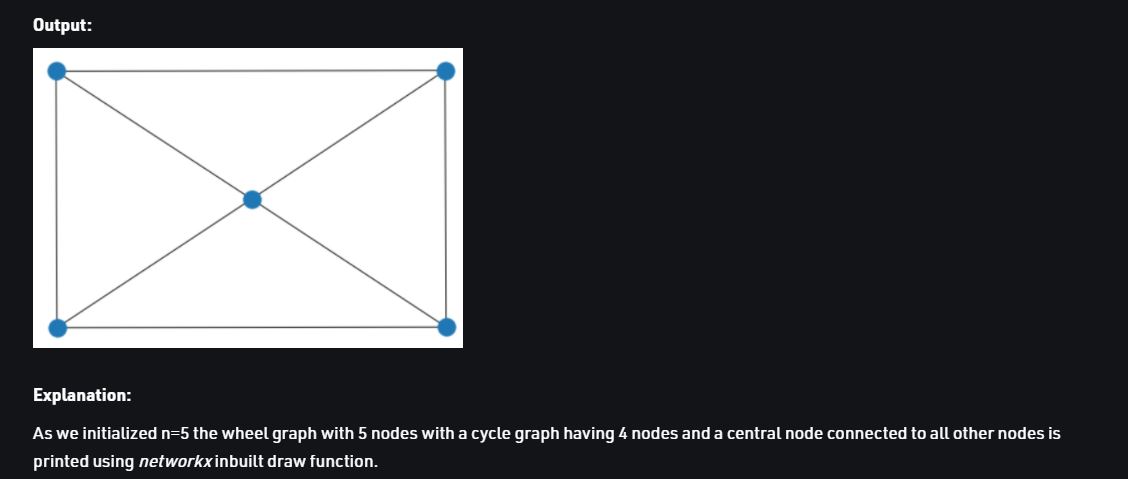 Output:
Explanation:
As we initialized n=5 the wheel graph with 5 nodes with a cycle graph having 4 nodes and a central node connected to all other nodes is
printed using networkx inbuilt draw function.